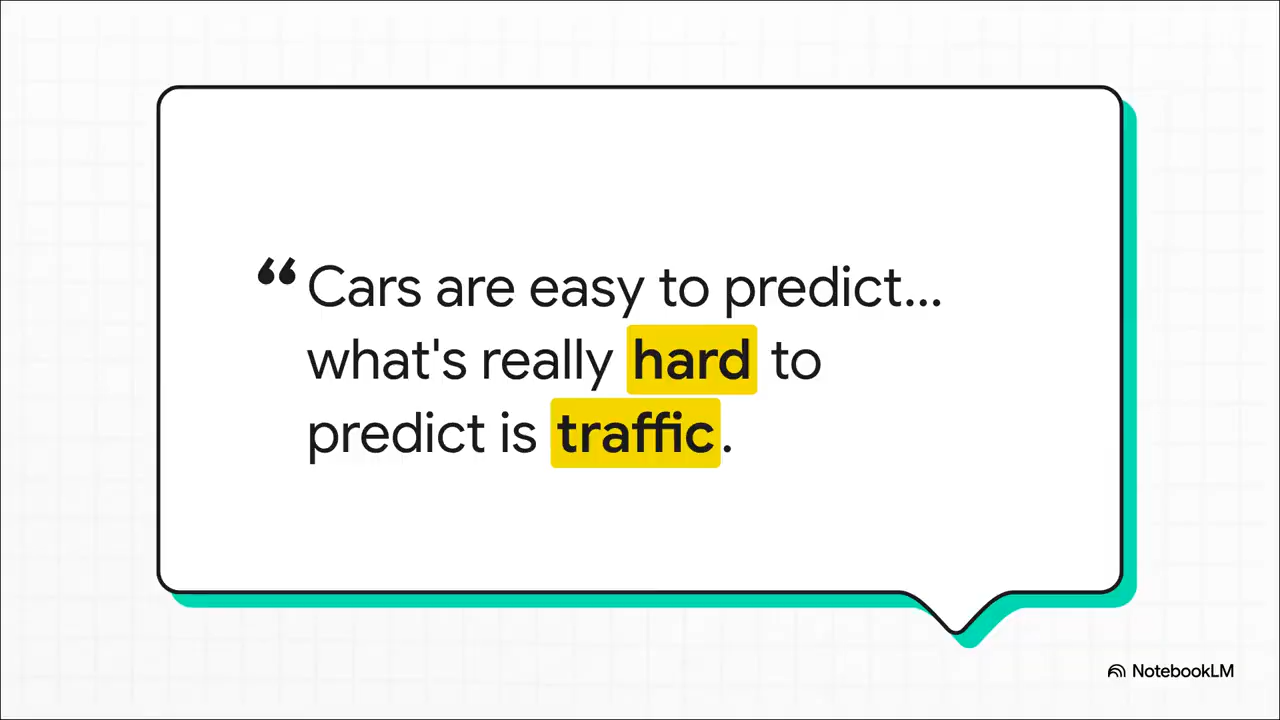 “Cars are easy to predict...
what's really hard to
predict is traffic.
NotebookLM